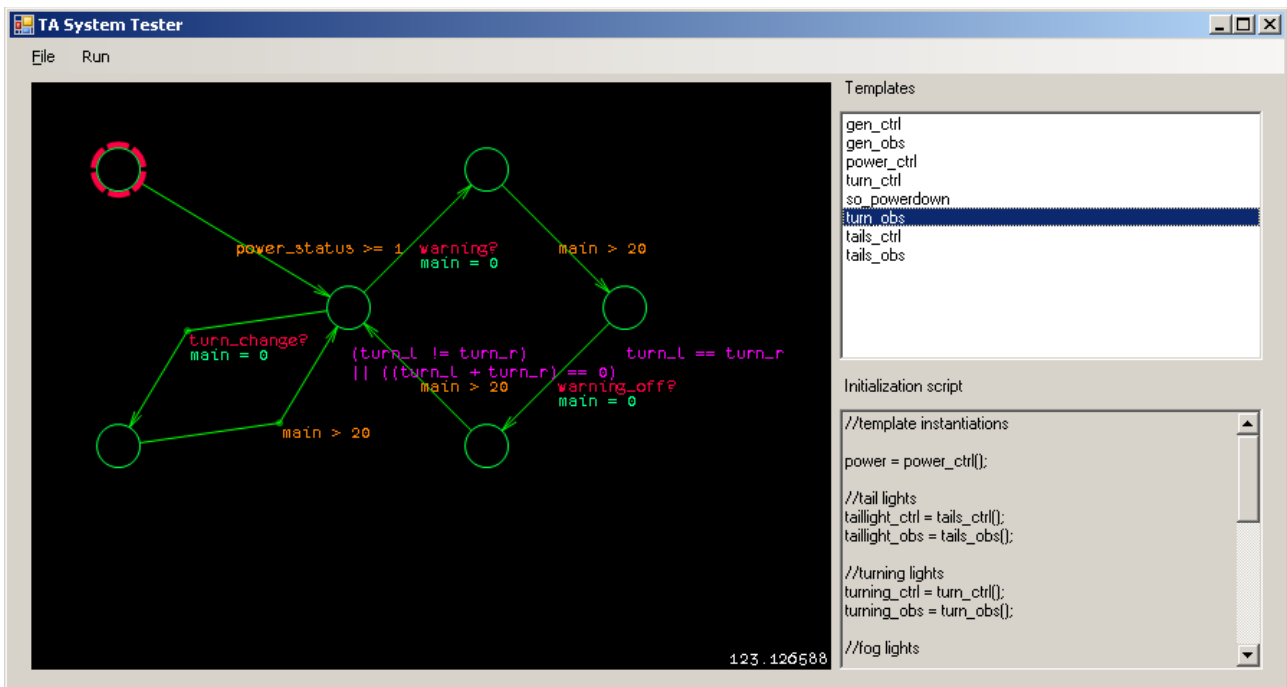 TA System Tester
File Run
Templates
gen_ctrl
gen_obs
power_ctrl
turn_ctrl
so_powerdown
turn_obs
tails_ctrl
tails_obs
power_status >= 1
warning?
main = 0
main > 20
turn_change?
main = 0
(turn_l != turn_r)
|| ((turn_l + turn_r) == 0)
main > 20
turn_l == turn_r
warning_off?
main = 0
main > 20
123.126588
Initialization script
//template instantiations
power = power_ctrl();
//tail lights
taillight_ctrl = tails_ctrl();
taillight_obs = tails_obs();
//turning lights
turning_ctrl = turn_ctrl();
turning_obs = turn_obs();
//fog lights